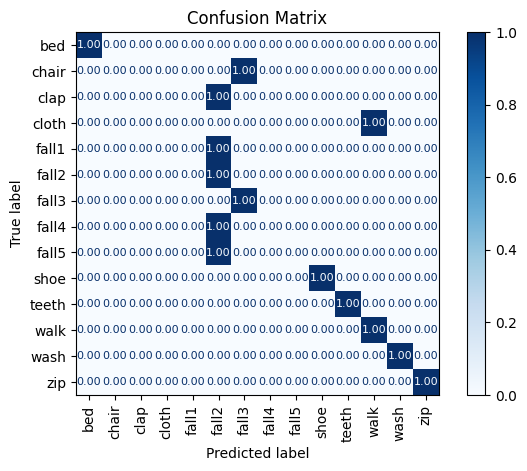 Confusion Matrix
True label
bed 1.00 0.00 0.00 0.00 0.00 0.00 0.00 0.00 0.00 0.00 0.00 0.00 0.00 0.00
chair 0.00 0.00 0.00 0.00 0.00 0.00 1.00 0.00 0.00 0.00 0.00 0.00 0.00 0.00
clap 0.00 0.00 0.00 0.00 0.00 1.00 0.00 0.00 0.00 0.00 0.00 0.00 0.00 0.00
cloth 0.00 0.00 0.00 0.00 0.00 0.00 0.00 0.00 0.00 0.00 0.00 1.00 0.00 0.00
fall1 0.00 0.00 0.00 0.00 0.00 1.00 0.00 0.00 0.00 0.00 0.00 0.00 0.00 0.00
fall2 0.00 0.00 0.00 0.00 0.00 1.00 0.00 0.00 0.00 0.00 0.00 0.00 0.00 0.00
fall3 0.00 0.00 0.00 0.00 0.00 0.00 1.00 0.00 0.00 0.00 0.00 0.00 0.00 0.00
fall4 0.00 0.00 0.00 0.00 0.00 1.00 0.00 0.00 0.00 0.00 0.00 0.00 0.00 0.00
fall5 0.00 0.00 0.00 0.00 0.00 1.00 0.00 0.00 0.00 0.00 0.00 0.00 0.00 0.00
shoe 0.00 0.00 0.00 0.00 0.00 0.00 0.00 0.00 0.00 1.00 0.00 0.00 0.00 0.00
teeth 0.00 0.00 0.00 0.00 0.00 0.00 0.00 0.00 0.00 0.00 1.00 0.00 0.00 0.00
walk 0.00 0.00 0.00 0.00 0.00 0.00 0.00 0.00 0.00 0.00 0.00 1.00 0.00 0.00
wash 0.00 0.00 0.00 0.00 0.00 0.00 0.00 0.00 0.00 0.00 0.00 0.00 1.00 0.00
zip 0.00 0.00 0.00 0.00 0.00 0.00 0.00 0.00 0.00 0.00 0.00 0.00 0.00 1.00
bed chair clap cloth fall1 fall2 fall3 fall4 fall5 shoe teeth walk wash zip
Predicted label
1.0
0.8
0.6
0.4
0.2
0.0